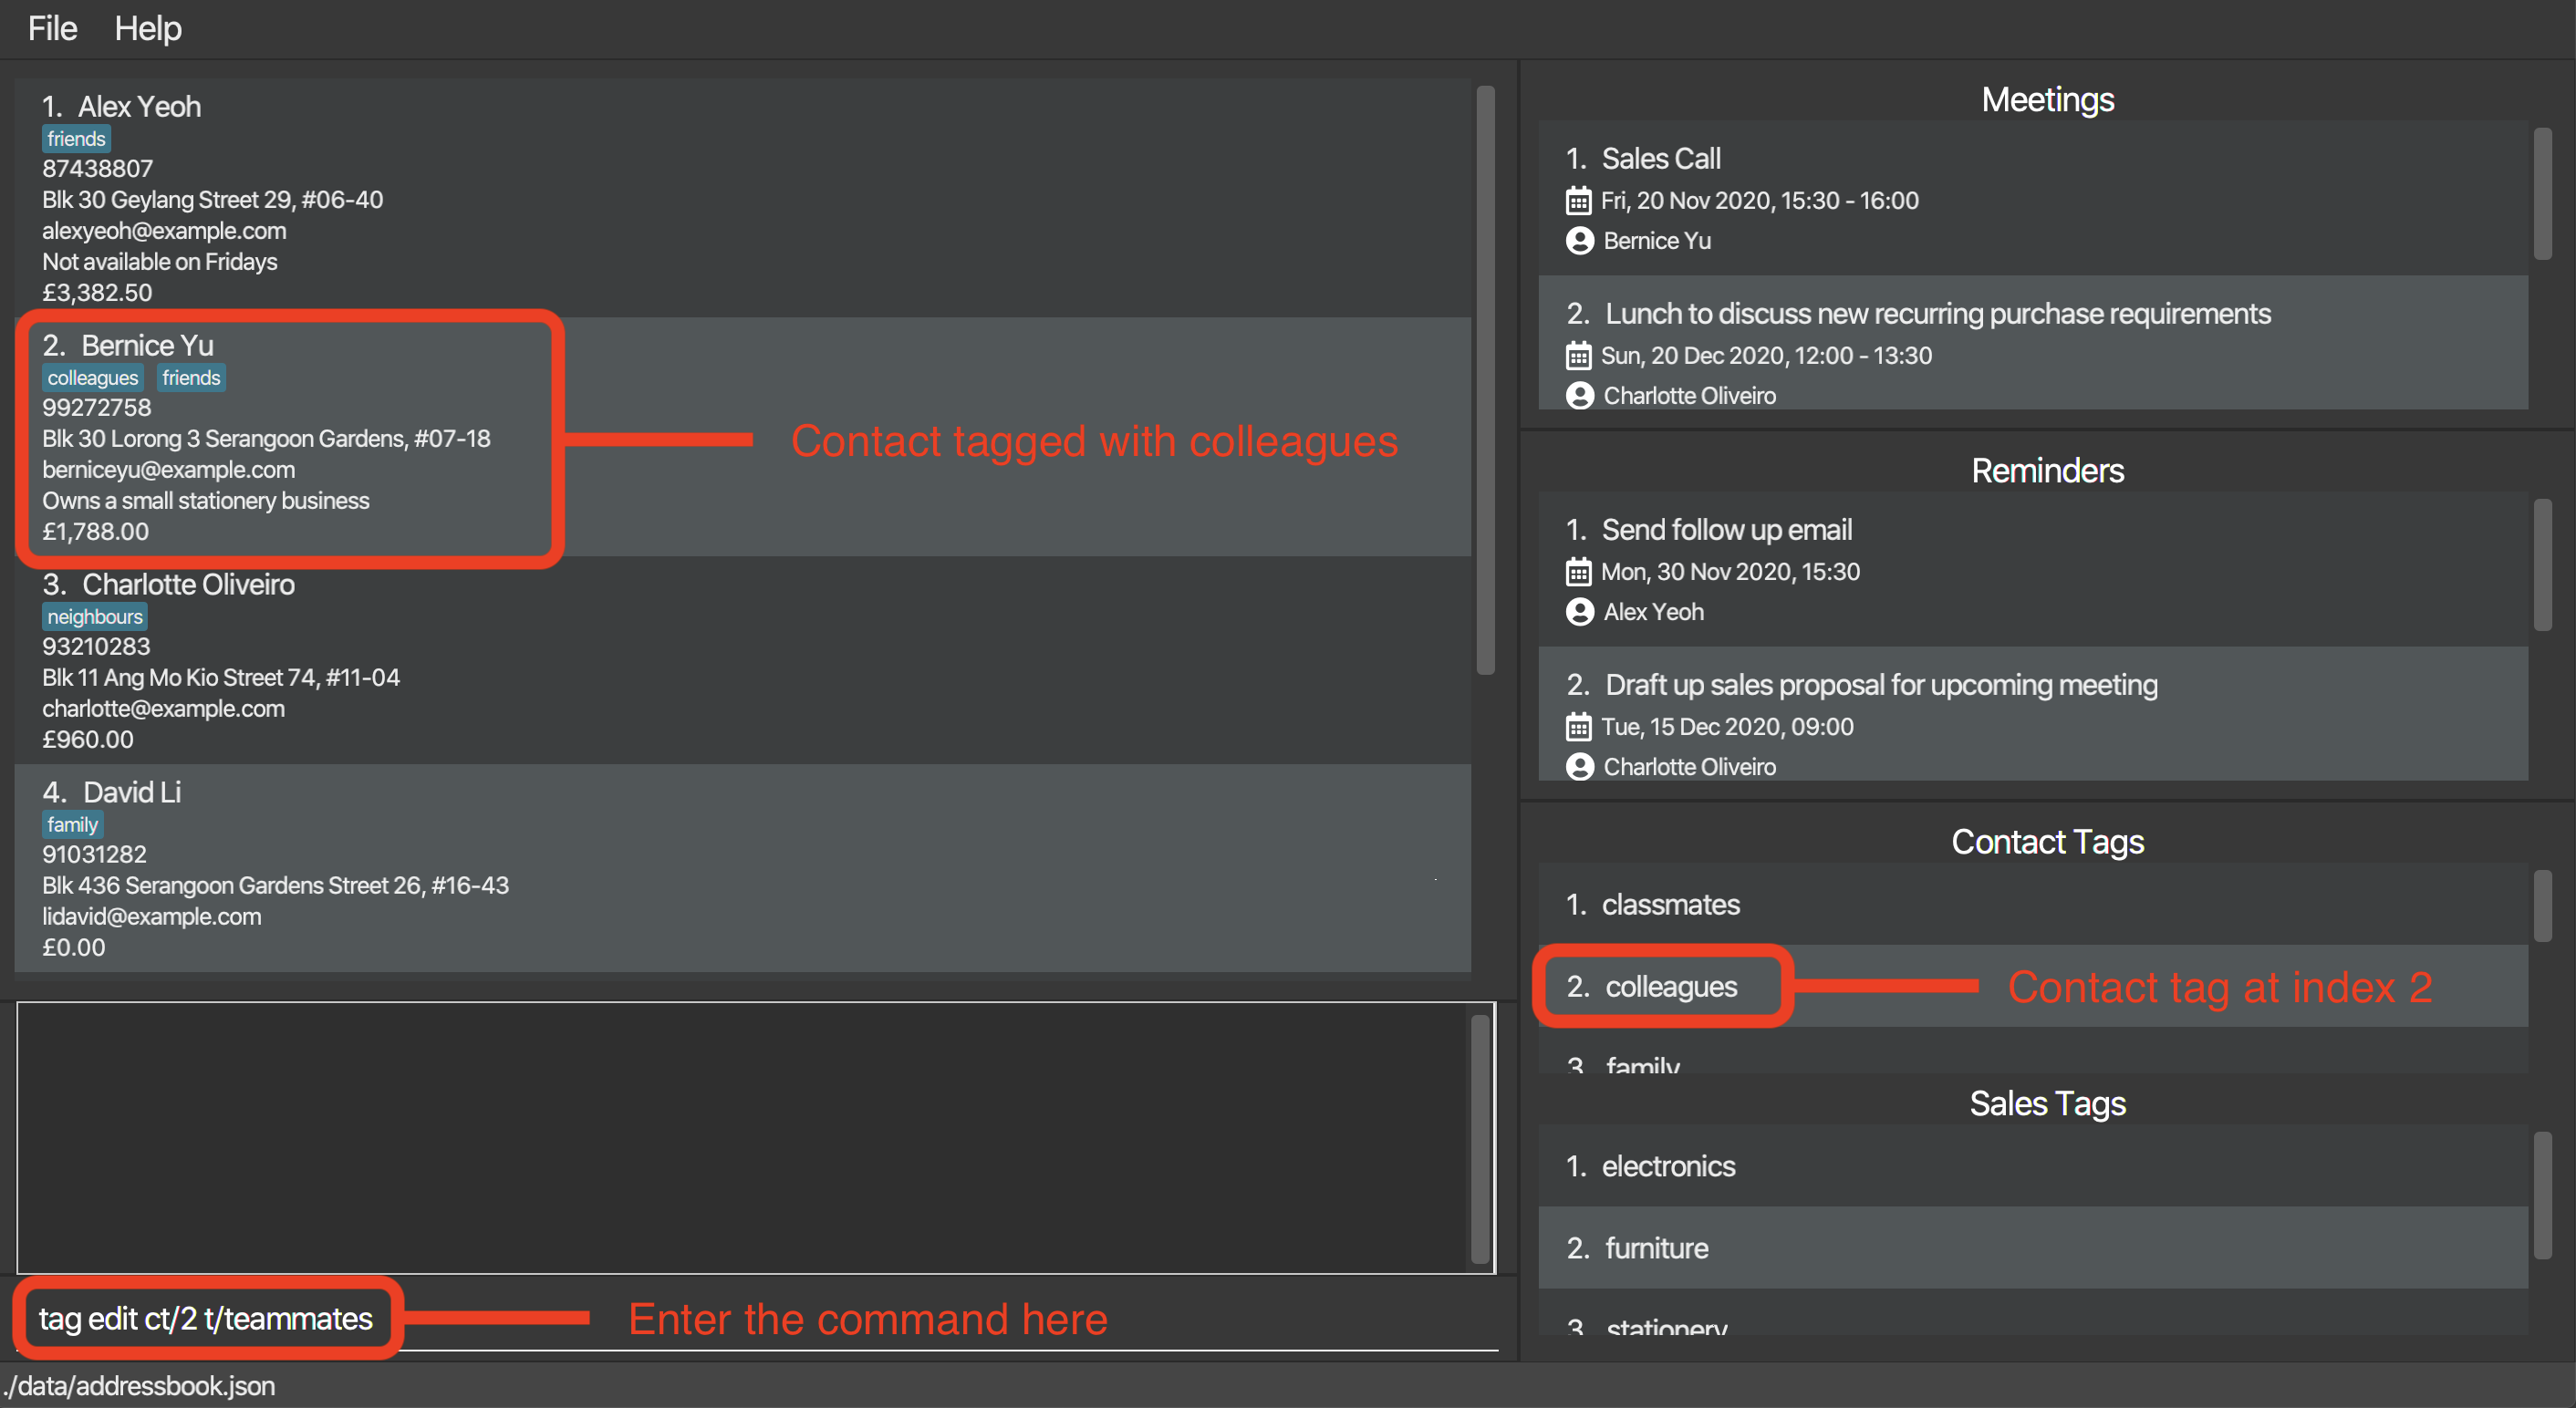 File Help
1. Alex Yeoh
friends
87438807
Blk 30 Geylang Street 29, #06-40
alexyeoh@example.com
Not available on Fridays
£3,382.50
2. Bernice Yu
colleagues friends
99272758
Blk 30 Lorong 3 Serangoon Gardens, #07-18
berniceyu@example.com
Owns a small stationery business
£1,788.00
Contact tagged with colleagues
3. Charlotte Oliveiro
neighbours
93210283
Blk 11 Ang Mo Kio Street 74, #11-04
charlotte@example.com
£960.00
4. David Li
family
91031282
Blk 436 Serangoon Gardens Street 26, #16-43
lidavid@example.com
£0.00
tag edit ct/2 t/teammates
Enter the command here
./data/addressbook.json
Meetings
1. Sales Call
Fri, 20 Nov 2020, 15:30 - 16:00
Bernice Yu
2. Lunch to discuss new recurring purchase requirements
Sun, 20 Dec 2020, 12:00 - 13:30
Charlotte Oliveiro
Reminders
1. Send follow up email
Mon, 30 Nov 2020, 15:30
Alex Yeoh
2. Draft up sales proposal for upcoming meeting
Tue, 15 Dec 2020, 09:00
Charlotte Oliveiro
Contact Tags
1. classmates
2. colleagues
Contact tag at index 2
3. family
Sales Tags
1. electronics
2. furniture
3. stationery